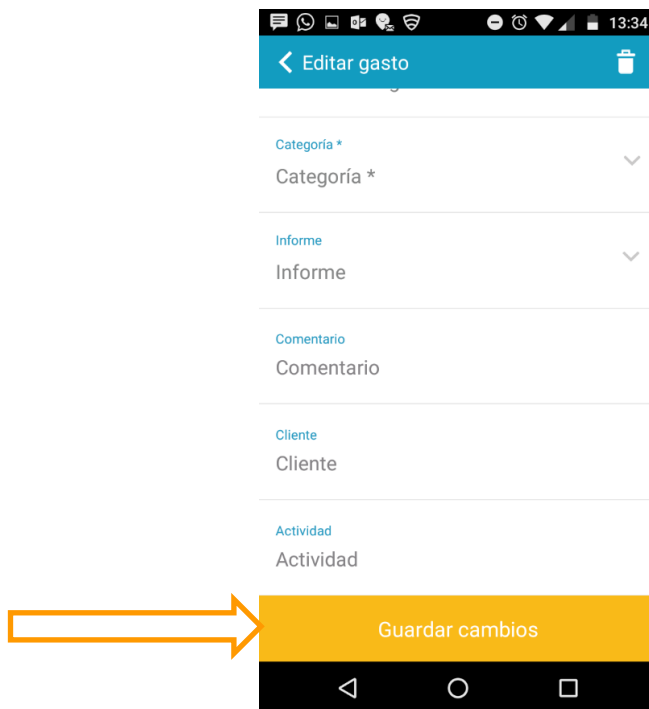 13:34
Editar gasto
Categoría *
Categoría *
Informe
Informe
Comentario
Comentario
Cliente
Cliente
Actividad
Actividad
Guardar cambios